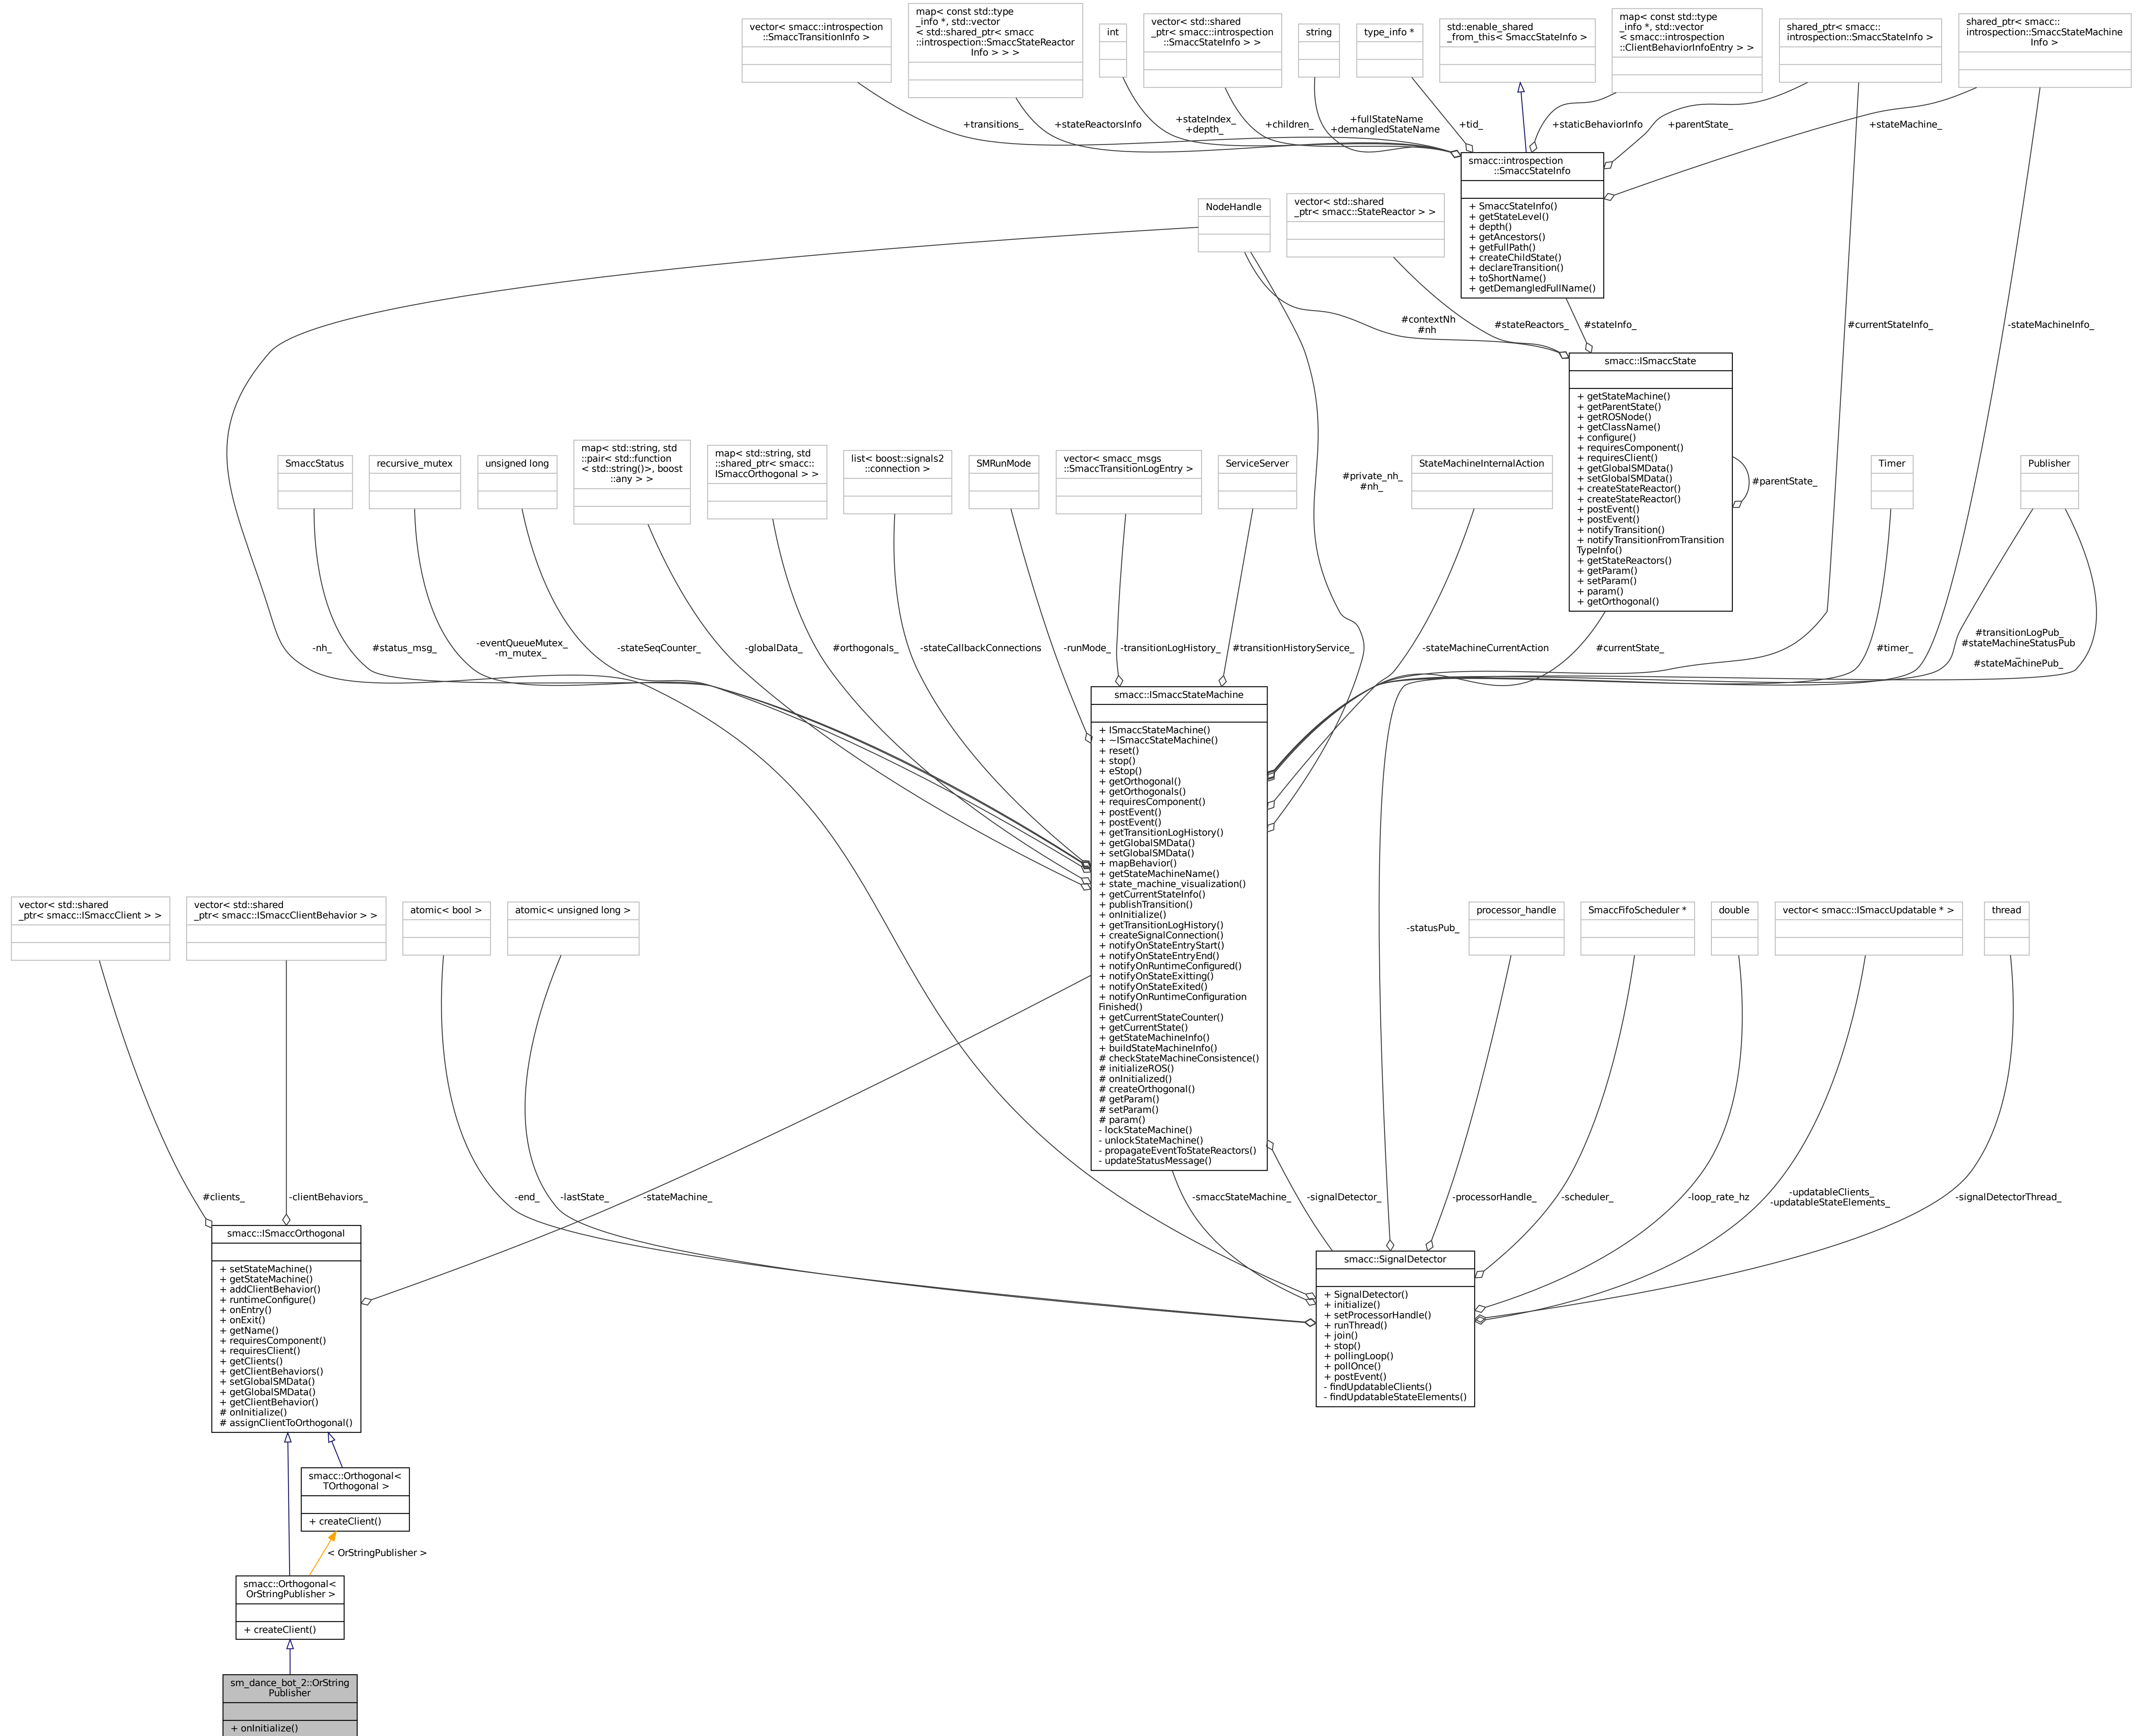 vector< smacc::introspection
::SmaccTransitionInfo >
map< const std::type
_info *, std::vector
< std::shared_ptr< smacc
::introspection::SmaccStateReactor
Info > > >
int
vector< std::shared
_ptr< smacc::introspection
::SmaccStateInfo > >
string
type_info *
std::enable_shared
_from_this< SmaccStateInfo >
map< const std::type
_info *, std::vector
< smacc::introspection
::ClientBehaviorInfoEntry > >
shared_ptr< smacc::
introspection::SmaccStateInfo >
shared_ptr< smacc::
introspection::SmaccStateMachine
Info >
+transitions_
+stateReactorsInfo
+stateIndex_
+depth_
+children_
+fullStateName
+demangledStateName
+tid_
+staticBehaviorInfo
+parentState_
+stateMachine_
smacc::introspection
::SmaccStateInfo
+ SmaccStateInfo()
+ getStateLevel()
+ depth()
+ getAncestors()
+ getFullPath()
+ createChildState()
+ declareTransition()
+ toShortName()
+ getDemangledFullName()
NodeHandle
vector< std::shared
_ptr< smacc::StateReactor > >
#contextNh
#nh
#stateReactors_
#stateInfo_
#currentStateInfo_
-stateMachineInfo_
smacc::ISmaccState
+ getStateMachine()
+ getParentState()
+ getROSNode()
+ getClassName()
+ configure()
+ requiresComponent()
+ requiresClient()
+ getGlobalSMData()
+ setGlobalSMData()
+ createStateReactor()
+ createStateReactor()
+ postEvent()
+ postEvent()
+ notifyTransition()
+ notifyTransitionFromTransition
TypeInfo()
+ getStateReactors()
+ getParam()
+ setParam()
+ param()
+ getOrthogonal()
#parentState_
SmaccStatus
recursive_mutex
unsigned long
map< std::string, std
::pair< std::function
< std::string()>, boost
::any > >
map< std::string, std
::shared_ptr< smacc::
ISmaccOrthogonal > >
list< boost::signals2
::connection >
SMRunMode
vector< smacc_msgs
::SmaccTransitionLogEntry >
ServiceServer
#private_nh_
#nh_
StateMachineInternalAction
Timer
Publisher
-nh_
#status_msg_
-eventQueueMutex_
-m_mutex_
-stateSeqCounter_
-globalData_
#orthogonals_
-stateCallbackConnections
-runMode_
-transitionLogHistory_
#transitionHistoryService_
-stateMachineCurrentAction
#currentState_
#timer_
#transitionLogPub_
#stateMachineStatusPub
_
#stateMachinePub_
smacc::ISmaccStateMachine
+ ISmaccStateMachine()
+ ~ISmaccStateMachine()
+ reset()
+ stop()
+ eStop()
+ getOrthogonal()
+ getOrthogonals()
+ requiresComponent()
+ postEvent()
+ postEvent()
+ getTransitionLogHistory()
+ getGlobalSMData()
+ setGlobalSMData()
+ mapBehavior()
+ getStateMachineName()
+ state_machine_visualization()
+ getCurrentStateInfo()
+ publishTransition()
+ onInitialize()
+ getTransitionLogHistory()
+ createSignalConnection()
+ notifyOnStateEntryStart()
+ notifyOnStateEntryEnd()
+ notifyOnRuntimeConfigured()
+ notifyOnStateExitting()
+ notifyOnStateExited()
+ notifyOnRuntimeConfiguration
Finished()
+ getCurrentStateCounter()
+ getCurrentState()
+ getStateMachineInfo()
+ buildStateMachineInfo()
# checkStateMachineConsistence()
# initializeROS()
# onInitialized()
# createOrthogonal()
# getParam()
# setParam()
# param()
- lockStateMachine()
- unlockStateMachine()
- propagateEventToStateReactors()
- updateStatusMessage()
vector< std::shared
_ptr< smacc::ISmaccClient > >
vector< std::shared
_ptr< smacc::ISmaccClientBehavior > >
atomic< bool >
atomic< unsigned long >
-statusPub_
processor_handle
SmaccFifoScheduler *
double
vector< smacc::ISmaccUpdatable * >
thread
#clients_
-clientBehaviors_
-end_
-lastState_
-stateMachine_
-smaccStateMachine_
-signalDetector_
-processorHandle_
-scheduler_
-loop_rate_hz
-updatableClients_
-updatableStateElements_
-signalDetectorThread_
smacc::ISmaccOrthogonal
+ setStateMachine()
+ getStateMachine()
+ addClientBehavior()
+ runtimeConfigure()
+ onEntry()
+ onExit()
+ getName()
+ requiresComponent()
+ requiresClient()
+ getClients()
+ getClientBehaviors()
+ setGlobalSMData()
+ getGlobalSMData()
+ getClientBehavior()
# onInitialize()
# assignClientToOrthogonal()
smacc::SignalDetector
+ SignalDetector()
+ initialize()
+ setProcessorHandle()
+ runThread()
+ join()
+ stop()
+ pollingLoop()
+ pollOnce()
+ postEvent()
- findUpdatableClients()
- findUpdatableStateElements()
smacc::Orthogonal<
TOrthogonal >
+ createClient()
< OrStringPublisher >
smacc::Orthogonal<
OrStringPublisher >
+ createClient()
sm_dance_bot_2::OrString
Publisher
+ onInitialize()